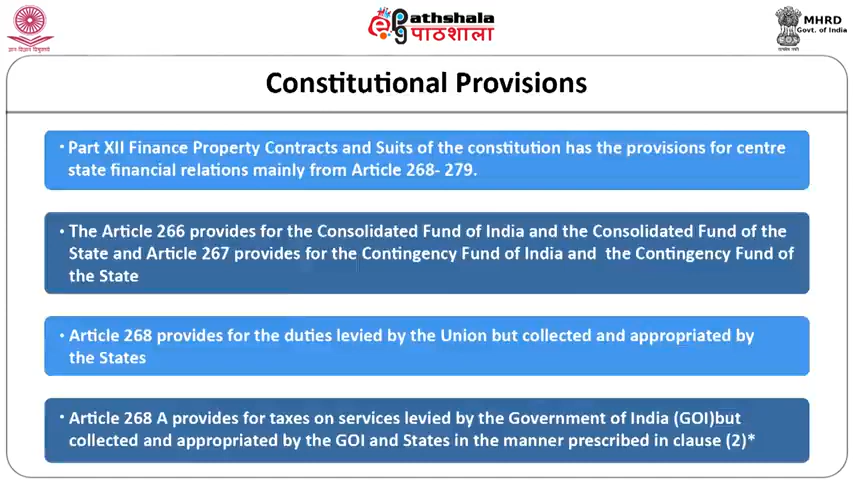 ज्ञान-विज्ञान विमुक्तये
ePathshala
पाठशाला
सत्यमेव जयते
MHRD
Govt. of India
Constitutional Provisions
• Part XII Finance Property Contracts and Suits of the constitution has the provisions for centre
state financial relations mainly from Article 268- 279.
• The Article 266 provides for the Consolidated Fund of India and the Consolidated Fund of the
State and Article 267 provides for the Contingency Fund of India and  the Contingency Fund of
the State
• Article 268 provides for the duties levied by the Union but collected and appropriated by
the States
• Article 268 A provides for taxes on services levied by the Government of India (GOI)but
collected and appropriated by the GOI and States in the manner prescribed in clause (2)*